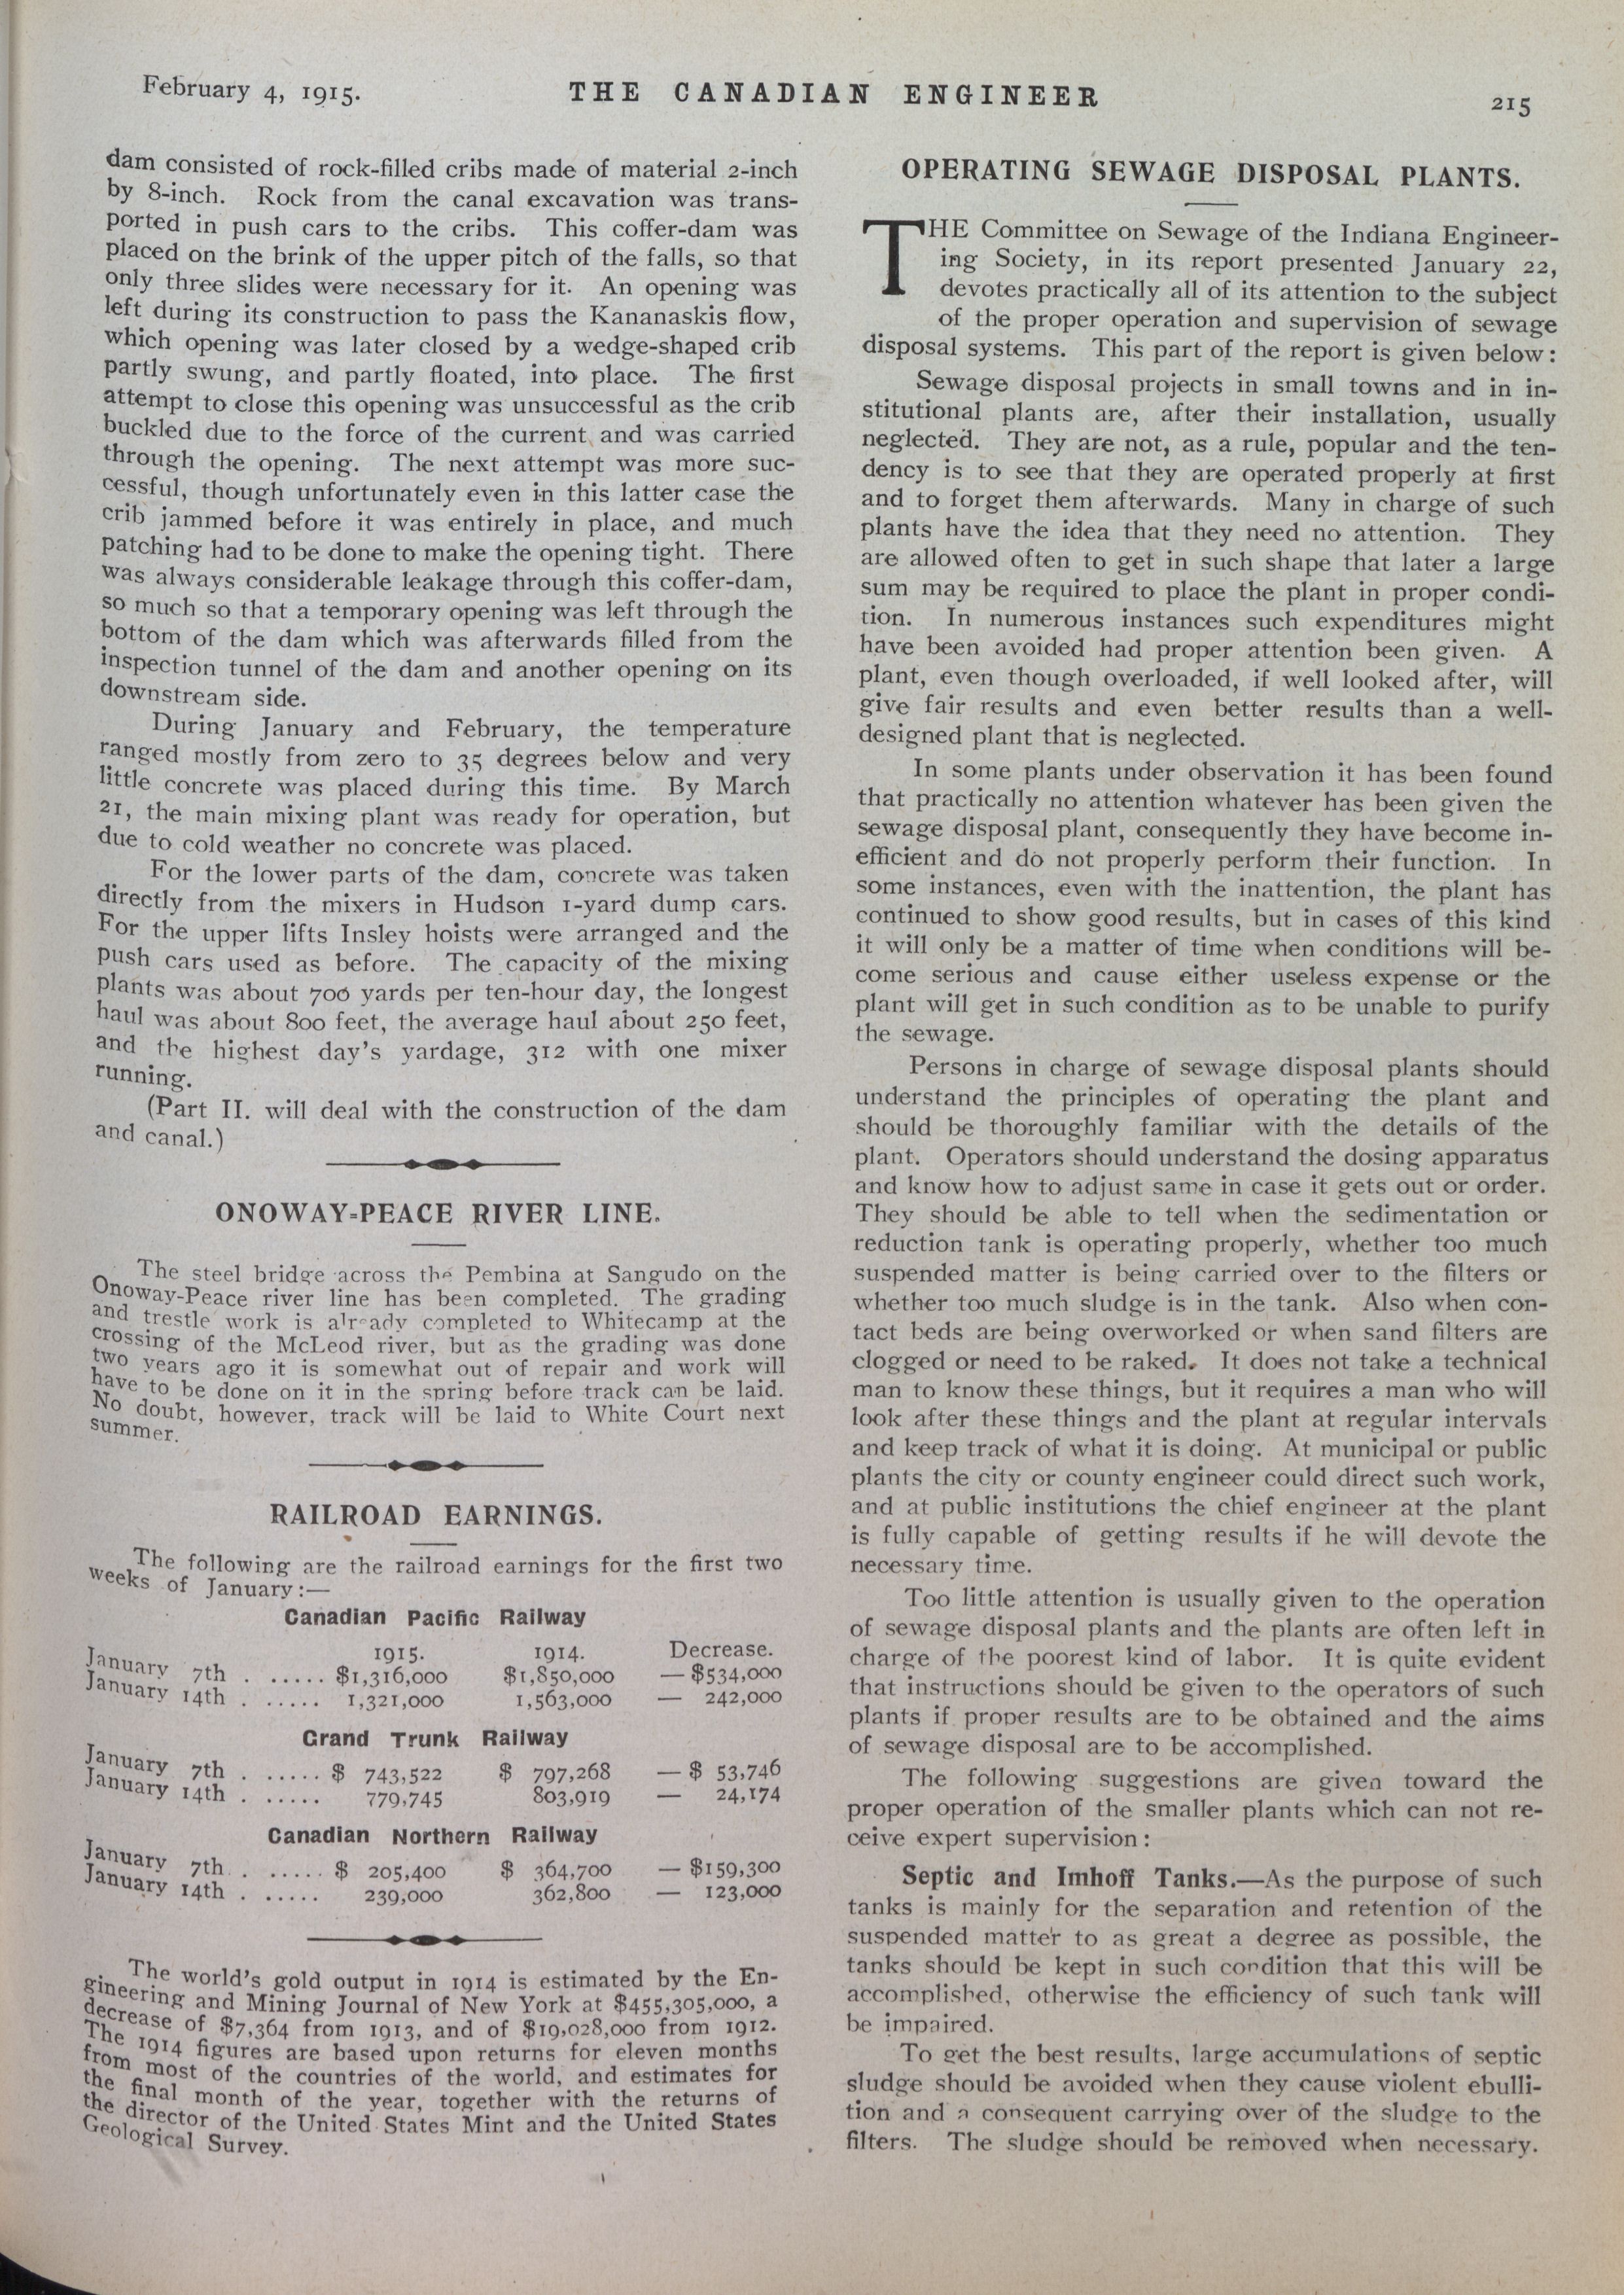 February 4, 1915.
THE CANADIAN ENGINEER
215
dam consisted of rock-filled cribs made of material 2-inch
by 8-inch. Rock from the canal excavation was trans-
ported in push cars to the cribs. This coffer-dam was
placed on the brink of the upper pitch of the falls, so that
only three slides were necessary for it. An opening was
left during its construction to pass the Kananaskis flow,
which opening was later closed by a wedge-shaped crib
partly swung, and partly floated, into place. The first
attempt to close this opening was unsuccessful as the crib
buckled due to the force of the current and was carried
through the opening. The next attempt was more suc-
cessful, though unfortunately even in this latter case the
crib jammed before it was entirely in place, and much
patching had to be done to make the opening tight. There
was always considerable leakage through this coffer-dam,
so much so that a temporary opening was left through the
bottom of the dam which was afterwards filled from the
inspection tunnel of the dam and another opening on its
downstream side.
During January and February, the temperature
ranged mostly from zero to 35 degrees below and very
little concrete was placed during this time. By March
21, the main mixing plant was ready for operation, but
due to cold weather no concrete was placed.
For the lower parts of the dam, concrete was taken
directly from the mixers in Hudson 1-yard dump cars.
For the upper lifts Insley hoists were arranged and the
push cars used as before. The capacity of the mixing
plants was about 700 yards per ten-hour day, the longest
haul was about 800 feet, the average haul about 250 feet,
and the highest day's yardage, 312 with one mixer
running.
(Part II. will deal with the construction of the dam
and canal.)
ONOWAY-PEACE RIVER LINE.
The steel bridge across the Pembina at Sangudo on the
Onoway-Peace river line has been completed. The grading
and trestle work is already completed to Whitecamp at the
crossing of the McLeod river, but as the grading was done
two years ago it is somewhat out of repair and work will
have to be done on it in the spring before track can be laid.
No doubt, however, track will be laid to White Court next
summer.
RAILROAD EARNINGS.
The following are the railroad earnings for the first two
weeks of January:—
Canadian Pacific Railway
1915. 1914. Decrease.
January 7th . ..... $1,316,000 $1,850,000 — $534,000
January 14th . ..... 1,321,000 1,563,000 — 242,000
Grand Trunk Railway
January 7th . ..... $ 743,522 $ 797,268 — $ 53,746
January 14th . ..... 779,745 803,919 — 24,174
Canadian Northern Railway
January 7th . ..... $ 205,400 $ 364,700 — $159,300
January 14th . ..... 239,000 362,800 — 123,000
The world's gold output in 1914 is estimated by the En-
gineering and Mining Journal of New York at $455,305,000, a
decrease of $7,364 from 1913, and of $19,028,000 from 1912.
The 1914 figures are based upon returns for eleven months
from most of the countries of the world, and estimates for
the final month of the year, together with the returns of
the director of the United States Mint and the United States
Geological Survey.
OPERATING SEWAGE DISPOSAL PLANTS.
THE Committee on Sewage of the Indiana Engineer-
ing Society, in its report presented January 22,
devotes practically all of its attention to the subject
of the proper operation and supervision of sewage
disposal systems. This part of the report is given below:
Sewage disposal projects in small towns and in in-
stitutional plants are, after their installation, usually
neglected. They are not, as a rule, popular and the ten-
dency is to see that they are operated properly at first
and to forget them afterwards. Many in charge of such
plants have the idea that they need no attention. They
are allowed often to get in such shape that later a large
sum may be required to place the plant in proper condi-
tion. In numerous instances such expenditures might
have been avoided had proper attention been given. A
plant, even though overloaded, if well looked after, will
give fair results and even better results than a well-
designed plant that is neglected.
In some plants under observation it has been found
that practically no attention whatever has been given the
sewage disposal plant, consequently they have become in-
efficient and do not properly perform their function. In
some instances, even with the inattention, the plant has
continued to show good results, but in cases of this kind
it will only be a matter of time when conditions will be-
come serious and cause either useless expense or the
plant will get in such condition as to be unable to purify
the sewage.
Persons in charge of sewage disposal plants should
understand the principles of operating the plant and
should be thoroughly familiar with the details of the
plant. Operators should understand the dosing apparatus
and know how to adjust same in case it gets out or order.
They should be able to tell when the sedimentation or
reduction tank is operating properly, whether too much
suspended matter is being carried over to the filters or
whether too much sludge is in the tank. Also when con-
tact beds are being overworked or when sand filters are
clogged or need to be raked. It does not take a technical
man to know these things, but it requires a man who will
look after these things and the plant at regular intervals
and keep track of what it is doing. At municipal or public
plants the city or county engineer could direct such work,
and at public institutions the chief engineer at the plant
is fully capable of getting results if he will devote the
necessary time.
Too little attention is usually given to the operation
of sewage disposal plants and the plants are often left in
charge of the poorest kind of labor. It is quite evident
that instructions should be given to the operators of such
plants if proper results are to be obtained and the aims
of sewage disposal are to be accomplished.
The following suggestions are given toward the
proper operation of the smaller plants which can not re-
ceive expert supervision:
Septic and Imhoff Tanks.—As the purpose of such
tanks is mainly for the separation and retention of the
suspended matter to as great a degree as possible, the
tanks should be kept in such condition that this will be
accomplished, otherwise the efficiency of such tank will
be impaired.
To get the best results, large accumulations of septic
sludge should be avoided when they cause violent ebulli-
tion and a consequent carrying over of the sludge to the
filters. The sludge should be removed when necessary.